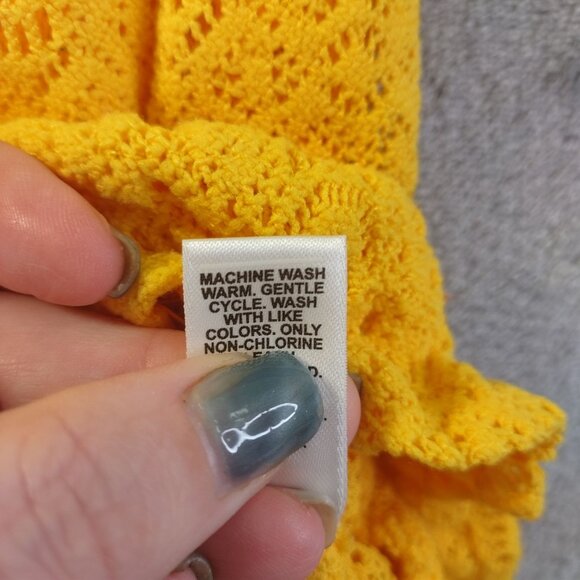 MACHINE WASH
WARM. GENTLE
CYCLE. WASH
WITH LIKE
COLORS. ONLY
NON-CHLORINE